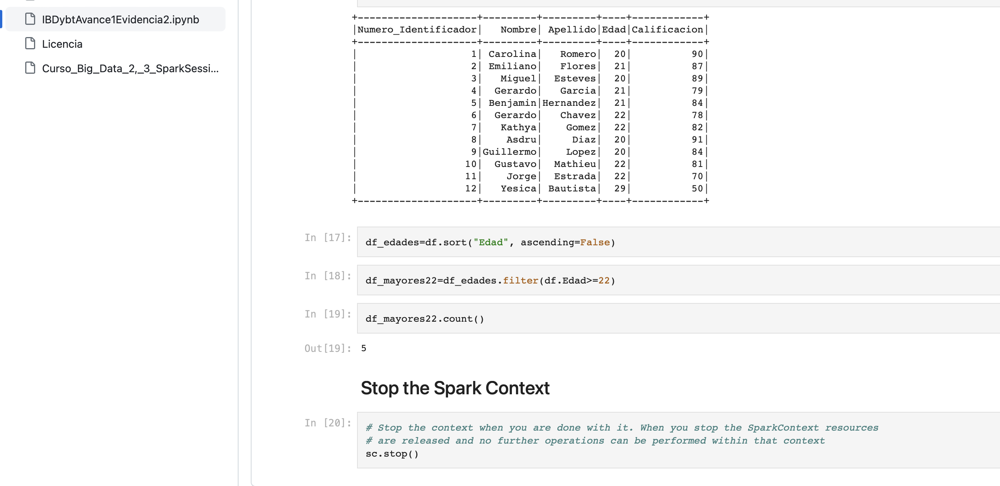 IBDybtAvance1Evidencia2.ipynb
Licencia
Curso_Big_Data_2,_3_SparkSessi...
+--------------------+---------+---------+----+------------+
|Numero_Identificador|   Nombre| Apellido|Edad|Calificacion|
+--------------------+---------+---------+----+------------+
|                   1| Carolina|   Romero|  20|          90|
|                   2| Emiliano|   Flores|  21|          87|
|                   3|   Miguel|  Esteves|  20|          89|
|                   4|  Gerardo|   Garcia|  21|          79|
|                   5| Benjamin|Hernandez|  21|          84|
|                   6|  Gerardo|   Chavez|  22|          78|
|                   7|   Kathya|    Gomez|  22|          82|
|                   8|    Asdru|     Diaz|  20|          91|
|                   9|Guillermo|    Lopez|  20|          84|
|                  10|  Gustavo|  Mathieu|  22|          81|
|                  11|    Jorge|  Estrada|  22|          70|
|                  12|   Yesica| Bautista|  29|          50|
+--------------------+---------+---------+----+------------+
In [17]: df_edades=df.sort("Edad", ascending=False)
In [18]: df_mayores22=df_edades.filter(df.Edad>=22)
In [19]: df_mayores22.count()
Out[19]: 5
Stop the Spark Context
In [20]: # Stop the context when you are done with it. When you stop the SparkContext resources
# are released and no further operations can be performed within that context
sc.stop()